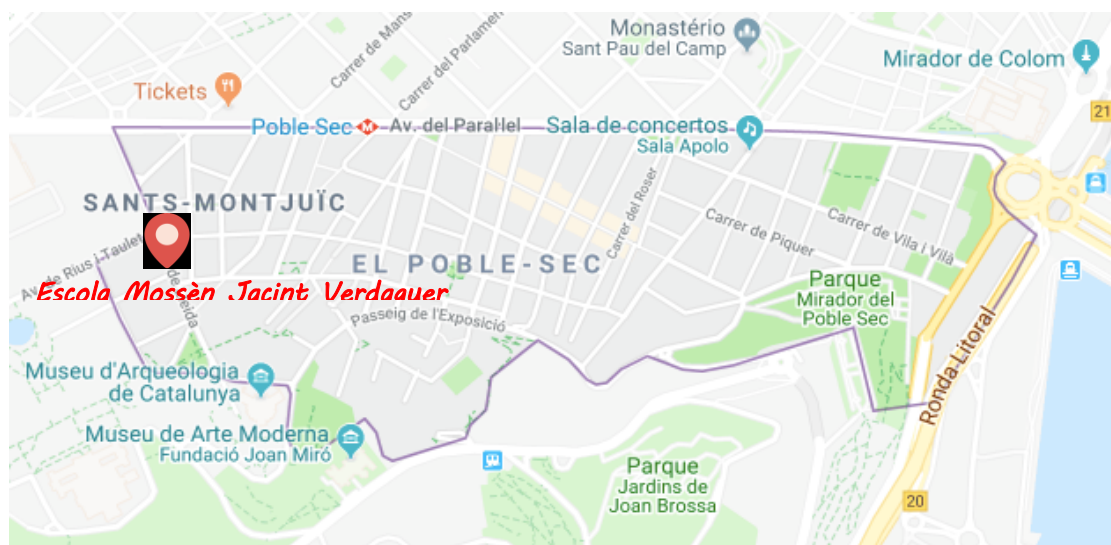 Monastério
Sant Pau del Camp
Mirador de Colom
Carrer de Mans
Carrer del Parlament
Tickets
21
Poble Sec
M
Av. del Paral·lel
Sala de concertos
Sala Apolo
SANTS-MONTJUÏC
Carrer del Roser
Carrer de Piquer
Carrer de Vila i Vilà
Av. de Rius i Taulet
EL POBLE-SEC
Escola Mossèn Jacint Verdaguer
Passeig de l'Exposició
Parque
Mirador del
Poble Sec
Ronda-Litoral
Museu d'Arqueologia
de Catalunya
Museu de Arte Moderna
Fundació Joan Miró
Parque
Jardins de
Joan Brossa
20